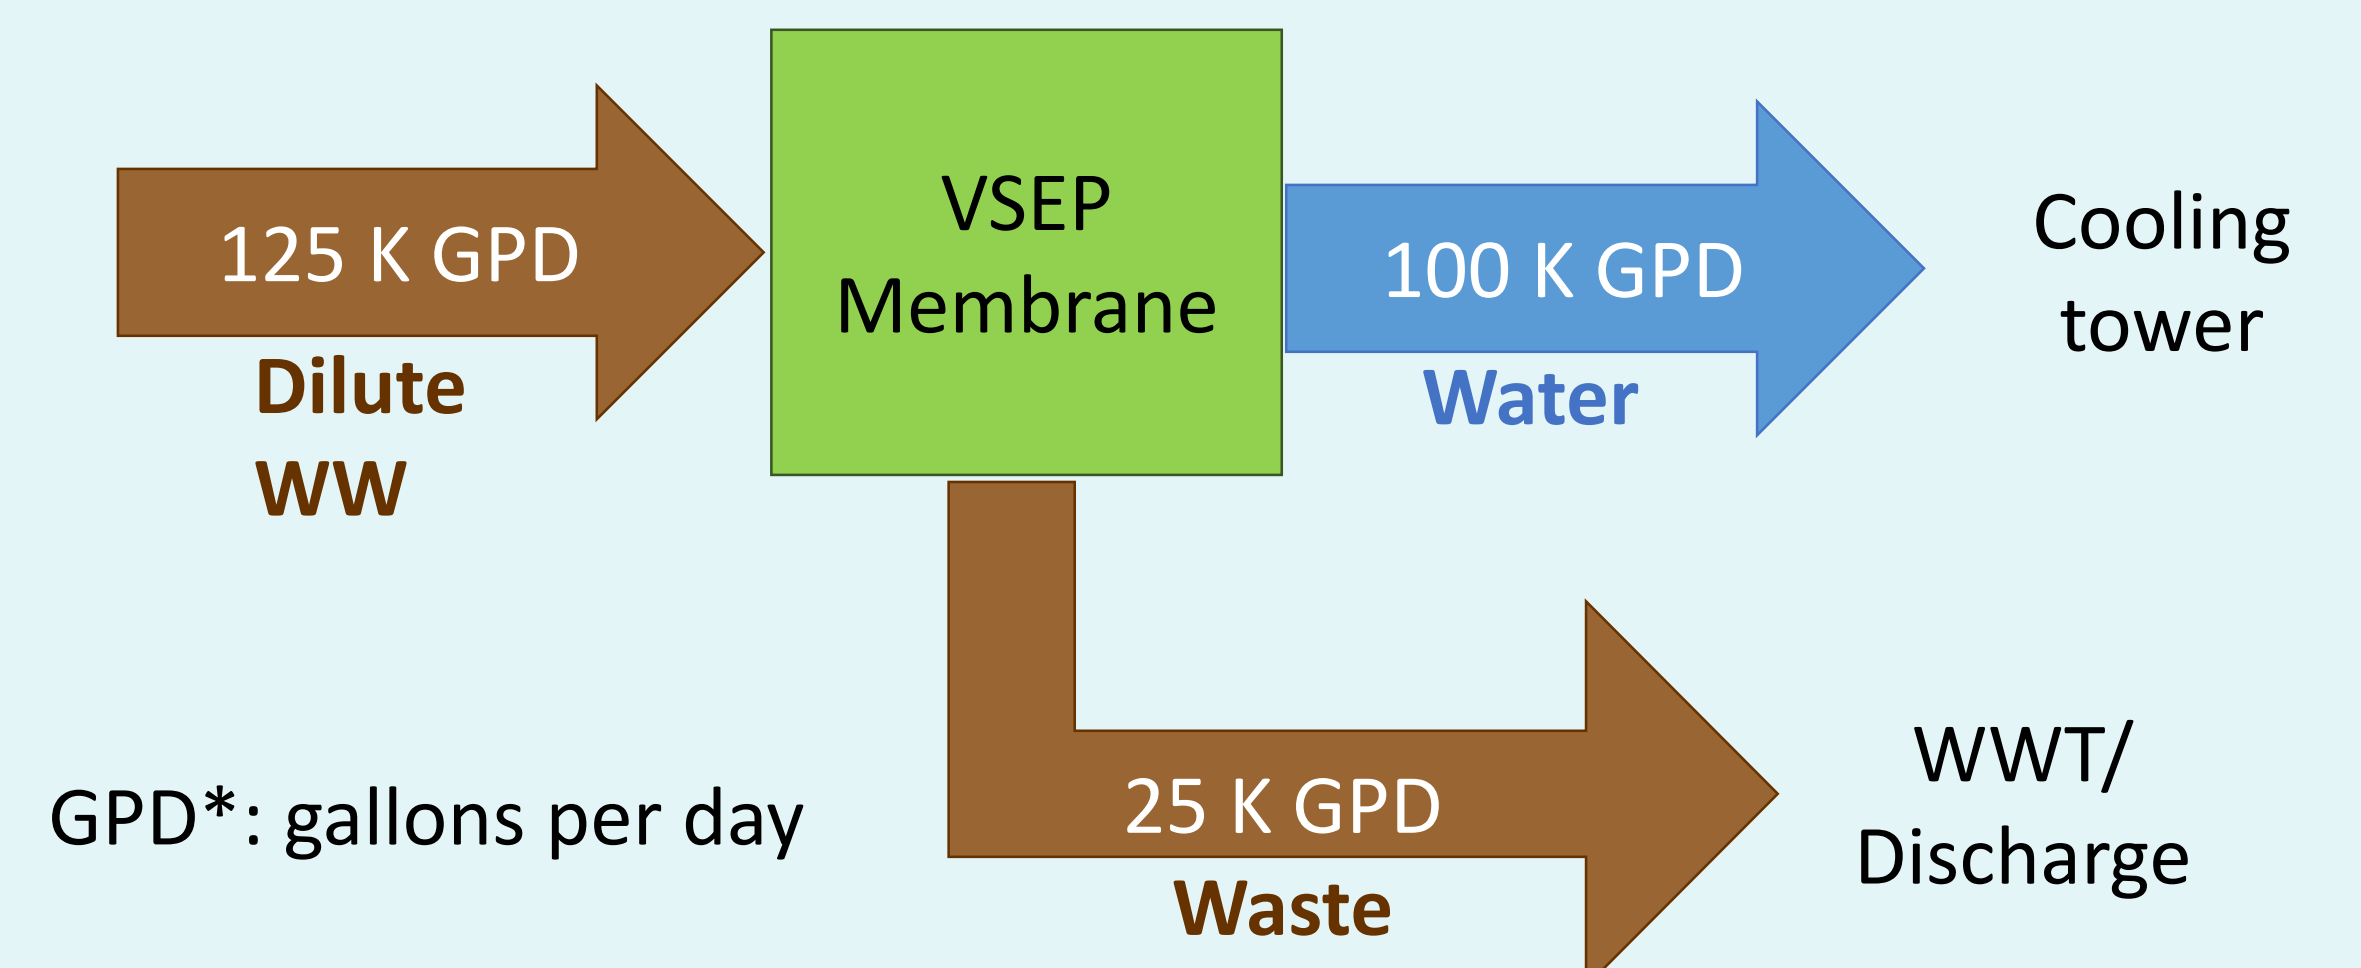 125 K GPD
Dilute
WW
VSEP
Membrane
100 K GPD
Water
Cooling
tower
25 K GPD
Waste
WWT/
Discharge
GPD*: gallons per day